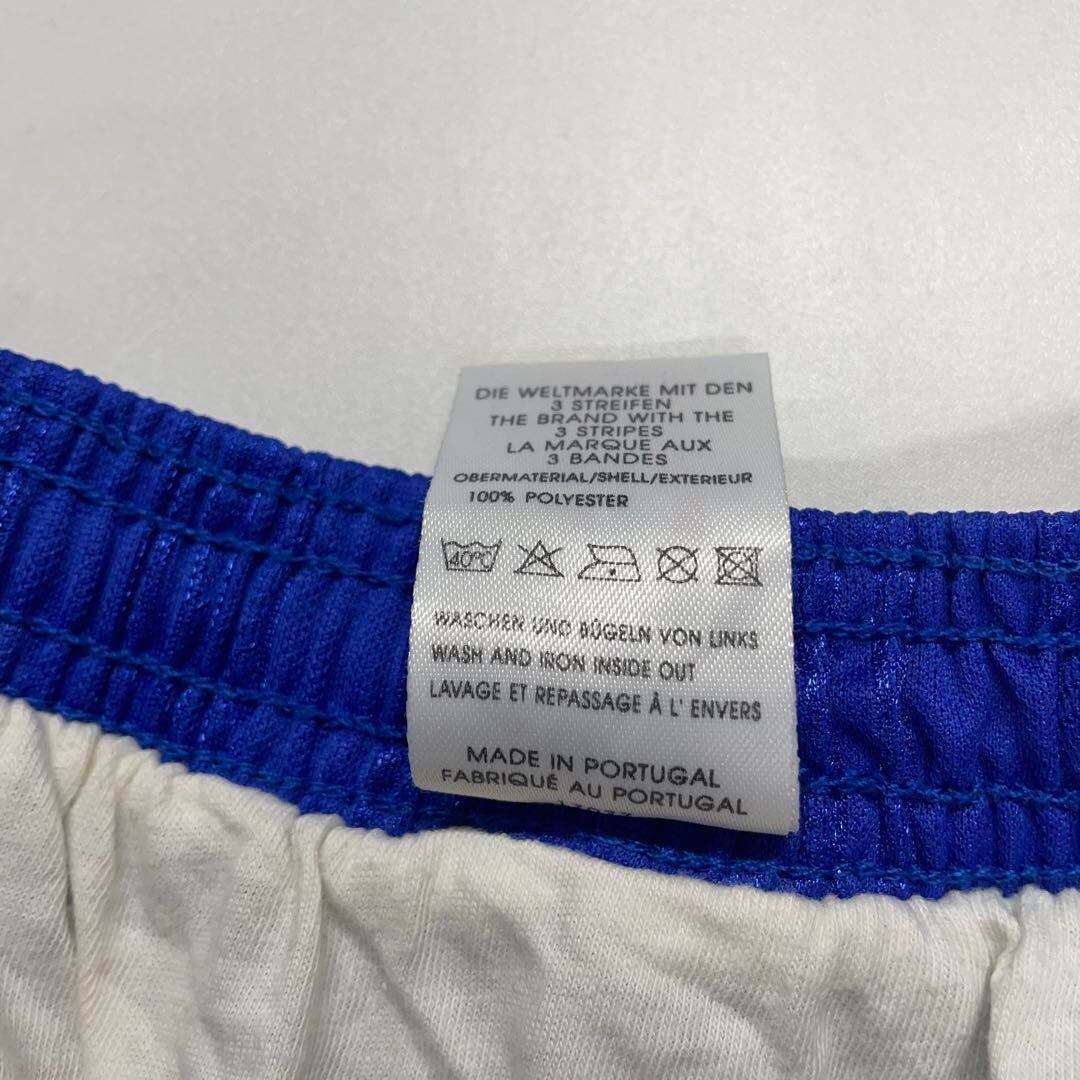 DIE WELTMARKE MIT DEN
3 STREIFEN
THE BRAND WITH THE
3 STRIPES
LA MARQUE AUX
3 BANDES
OBERMATERIAL/SHELL/EXTERIEUR
100% POLYESTER
40°C
WASCHEN UND BÜGELN VON LINKS
WASH AND IRON INSIDE OUT
LAVAGE ET REPASSAGE À L' ENVERS
MADE IN PORTUGAL
FABRIQUÉ AU PORTUGAL